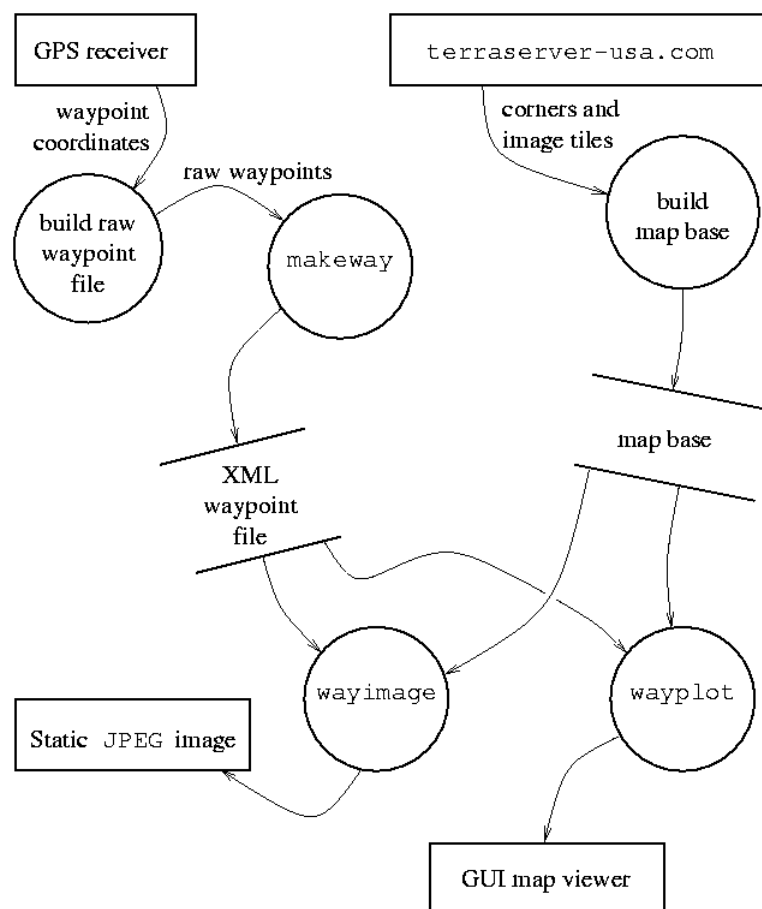 GPS receiver
terraserver-usa.com
waypoint
coordinates
corners and
image tiles
raw waypoints
build raw
waypoint
file
makeway
build
map base
XML
waypoint
file
map base
wayimage
wayplot
Static JPEG image
GUI map viewer